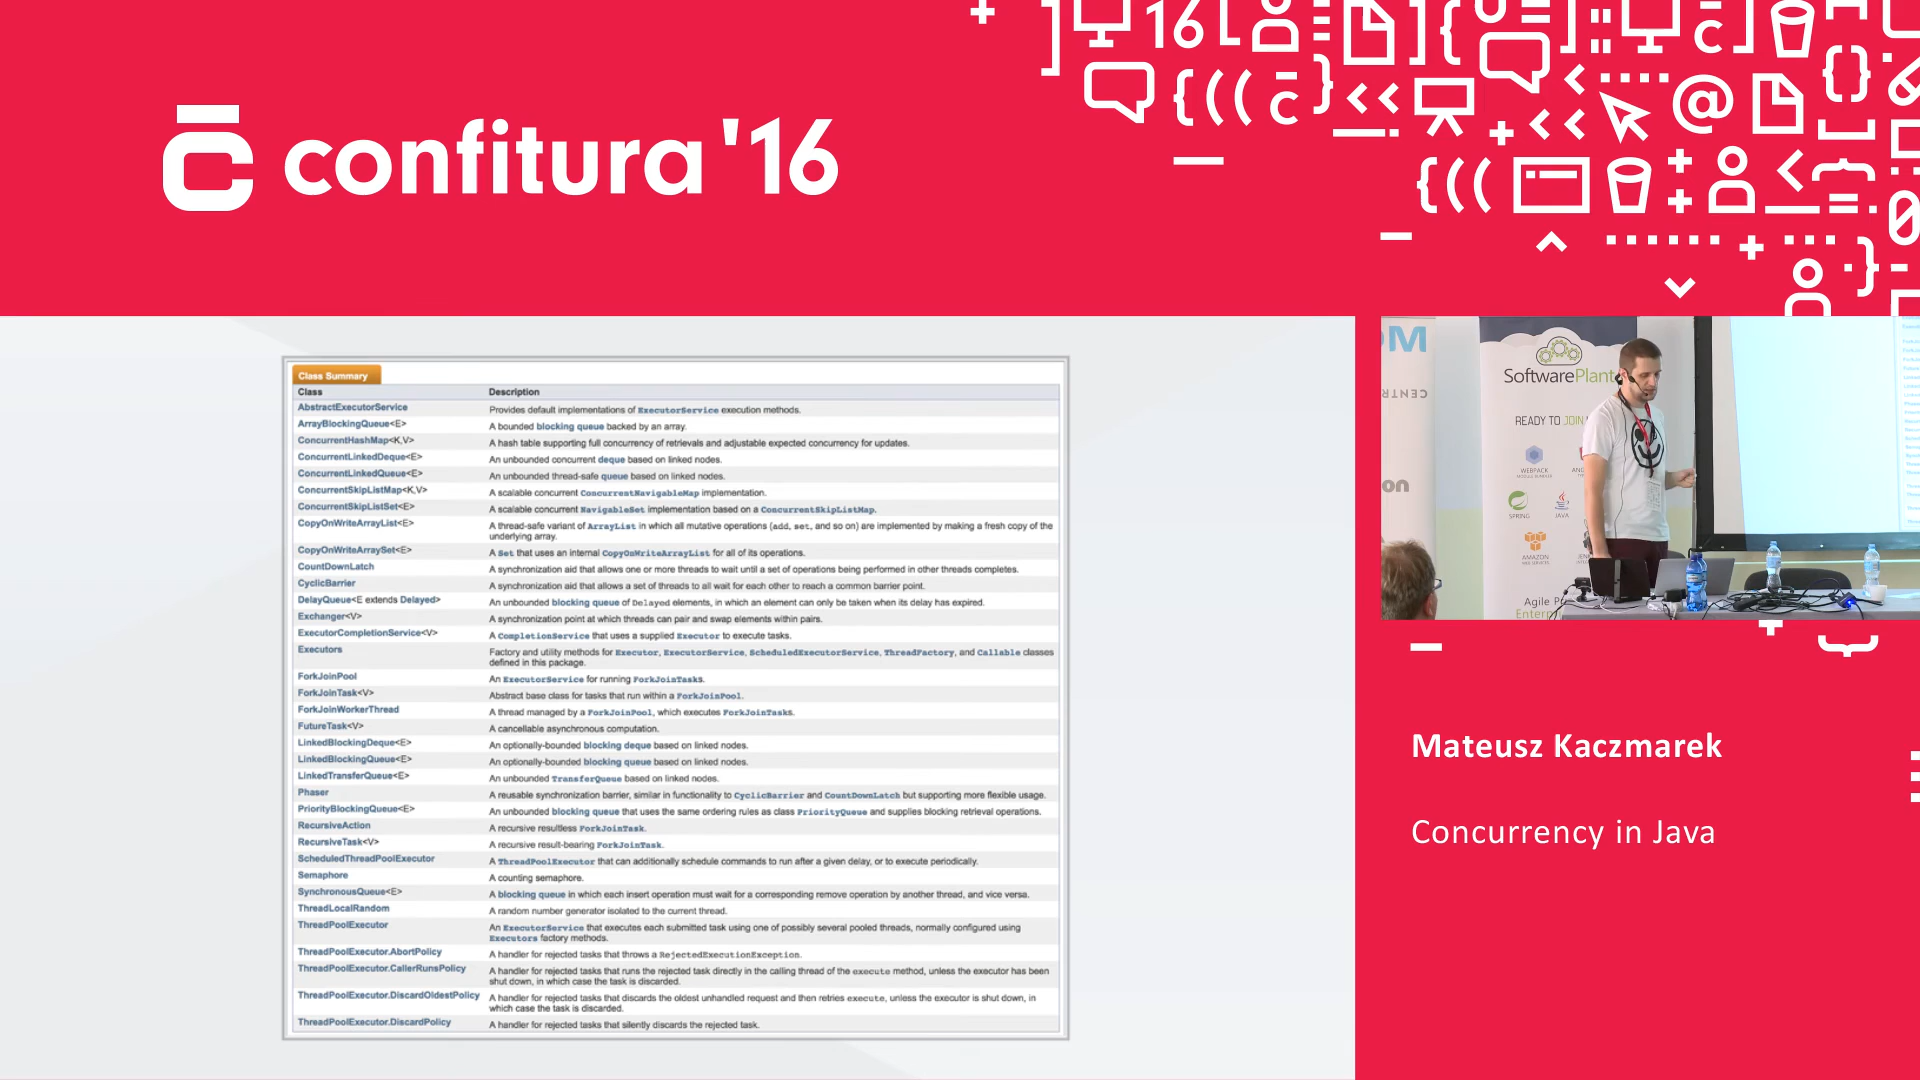 c confitura '16
Class Summary
Class Description
AbstractExecutorService Provides default implementations of ExecutorService execution methods.
ArrayBlockingQueue<E> A bounded blocking queue backed by an array.
ConcurrentHashMap<K,V> A hash table supporting full concurrency of retrievals and adjustable expected concurrency for updates.
ConcurrentLinkedDeque<E> An unbounded concurrent deque based on linked nodes.
ConcurrentLinkedQueue<E> An unbounded thread-safe queue based on linked nodes.
ConcurrentSkipListMap<K,V> A scalable concurrent ConcurrentNavigableMap implementation.
ConcurrentSkipListSet<E> A scalable concurrent NavigableSet implementation based on a ConcurrentSkipListMap.
CopyOnWriteArrayList<E> A thread-safe variant of ArrayList in which all mutative operations (add, set, and so on) are implemented by making a fresh copy of the
underlying array.
CopyOnWriteArraySet<E> A Set that uses an internal CopyOnWriteArrayList for all of its operations.
CountDownLatch A synchronization aid that allows one or more threads to wait until a set of operations being performed in other threads completes.
CyclicBarrier A synchronization aid that allows a set of threads to all wait for each other to reach a common barrier point.
DelayQueue<E extends Delayed> An unbounded blocking queue of Delayed elements, in which an element can only be taken when its delay has expired.
Exchanger<V> A synchronization point at which threads can pair and swap elements within pairs.
ExecutorCompletionService<V> A CompletionService that uses a supplied Executor to execute tasks.
Executors Factory and utility methods for Executor, ExecutorService, ScheduledExecutorService, ThreadFactory, and Callable classes
defined in this package.
ForkJoinPool An ExecutorService for running ForkJoinTasks.
ForkJoinTask<V> Abstract base class for tasks that run within a ForkJoinPool.
ForkJoinWorkerThread A thread managed by a ForkJoinPool, which executes ForkJoinTasks.
FutureTask<V> A cancellable asynchronous computation.
LinkedBlockingDeque<E> An optionally-bounded blocking deque based on linked nodes.
LinkedBlockingQueue<E> An optionally-bounded blocking queue based on linked nodes.
LinkedTransferQueue<E> An unbounded TransferQueue based on linked nodes.
Phaser A reusable synchronization barrier, similar in functionality to CyclicBarrier and CountDownLatch but supporting more flexible usage.
PriorityBlockingQueue<E> An unbounded blocking queue that uses the same ordering rules as class PriorityQueue and supplies blocking retrieval operations.
RecursiveAction A recursive resultless ForkJoinTask.
RecursiveTask<V> A recursive result-bearing ForkJoinTask.
ScheduledThreadPoolExecutor A ThreadPoolExecutor that can additionally schedule commands to run after a given delay, or to execute periodically.
Semaphore A counting semaphore.
SynchronousQueue<E> A blocking queue in which each insert operation must wait for a corresponding remove operation by another thread, and vice versa.
ThreadLocalRandom A random number generator isolated to the current thread.
ThreadPoolExecutor An ExecutorService that executes each submitted task using one of possibly several pooled threads, normally configured using
Executors factory methods.
ThreadPoolExecutor.AbortPolicy A handler for rejected tasks that throws a RejectedExecutionException.
ThreadPoolExecutor.CallerRunsPolicy A handler for rejected tasks that runs the rejected task directly in the calling thread of the execute method, unless the executor has been
shut down, in which case the task is discarded.
ThreadPoolExecutor.DiscardOldestPolicy A handler for rejected tasks that discards the oldest unhandled request and then retries execute, unless the executor is shut down, in
which case the task is discarded.
ThreadPoolExecutor.DiscardPolicy A handler for rejected tasks that silently discards the rejected task.
SoftwarePlant
READY TO JOIN
WEBPACK
SPRING JAVA
AMAZON
Agile
Mateusz Kaczmarek
Concurrency in Java